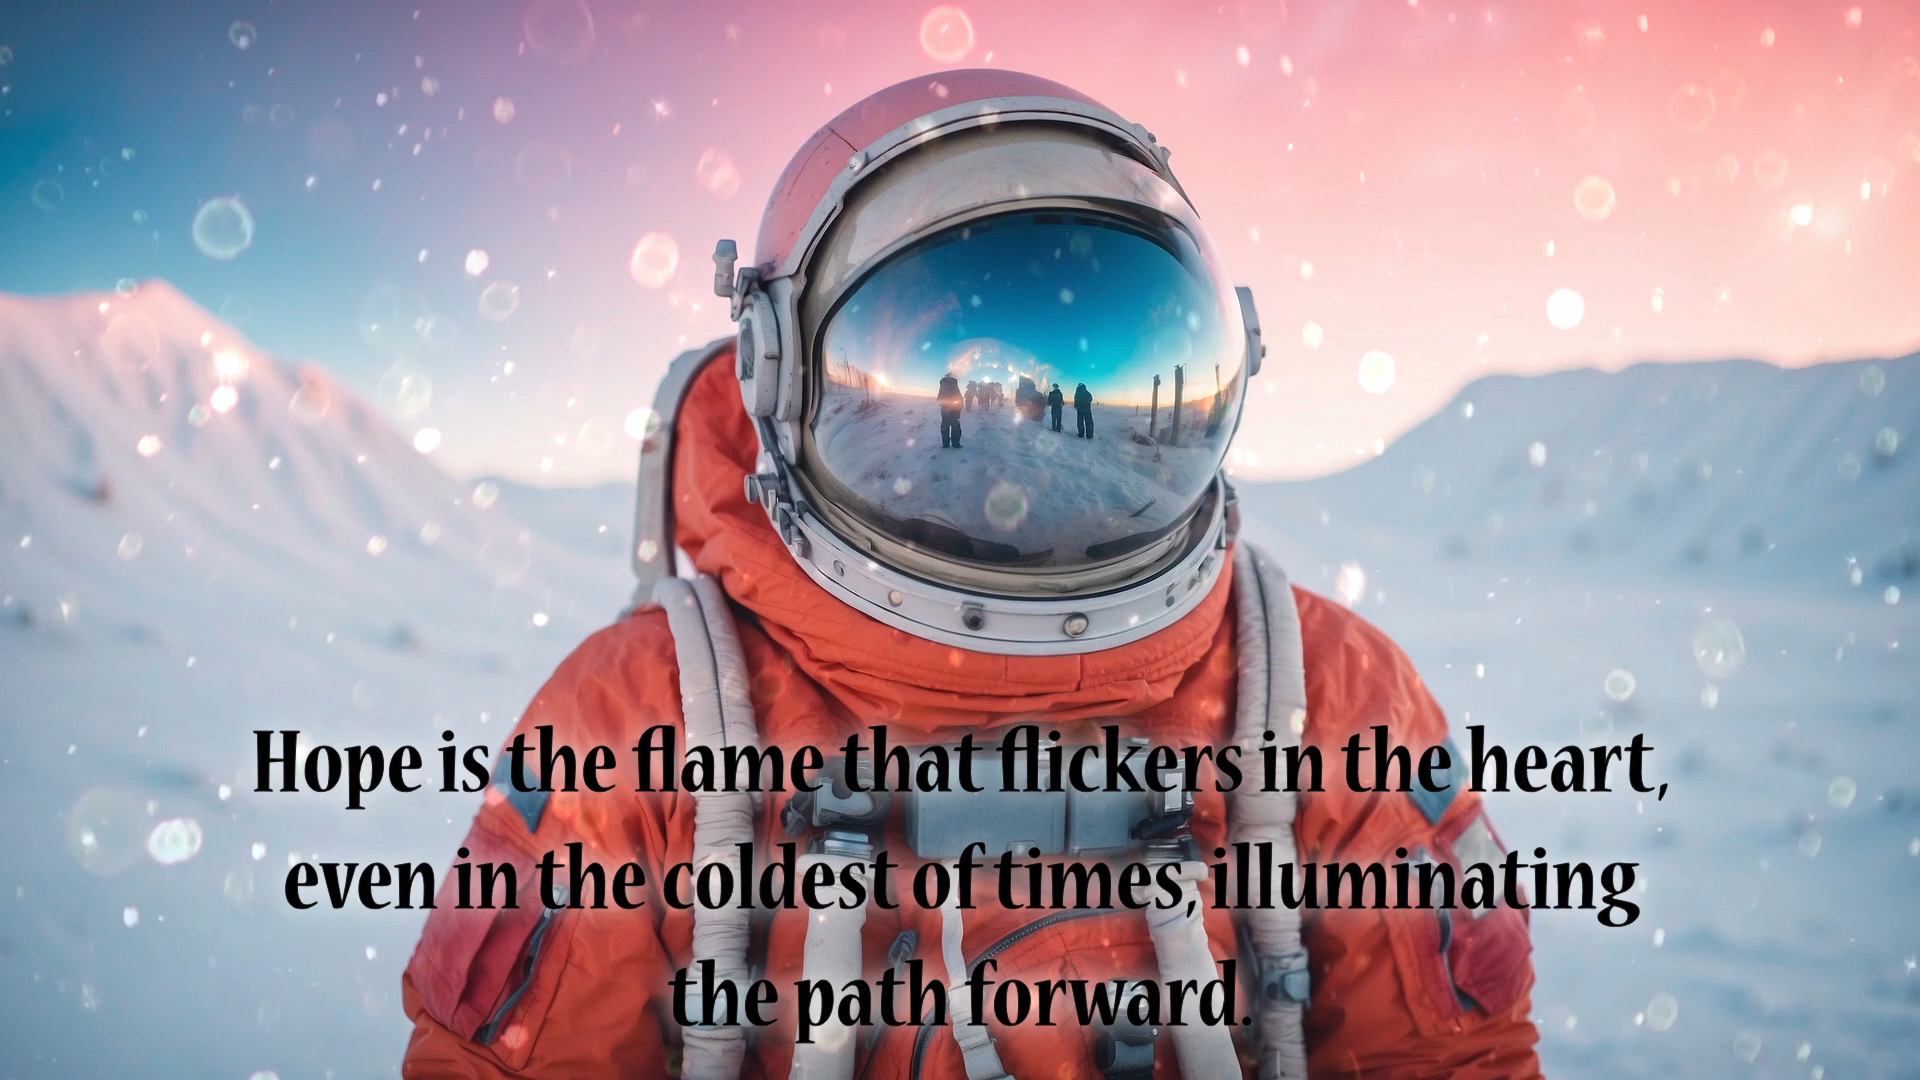 Hope is the flame that flickers in the heart,
even in the coldest of times, illuminating
the path forward.